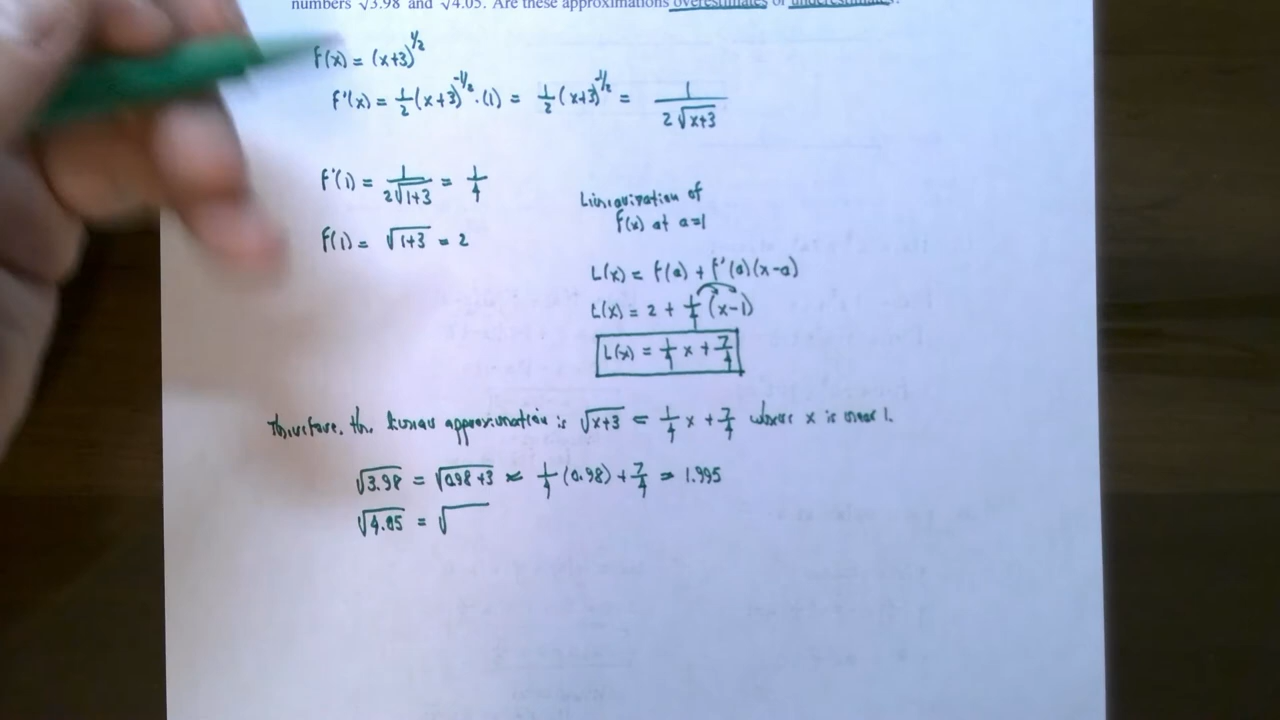 numbers √3.98 and √4.05. Are these approximations overestimates or underestimates?
f(x) = (x+3)^1/2
f'(x) = 1/2 (x+3)^-1/2 · (1) = 1/2 (x+3)^-1/2 = 1/(2√x+3)
f'(1) = 1/(2√1+3) = 1/4
f(1) = √1+3 = 2
Linearization of
f(x) at a=1
L(x) = f(a) + f'(a)(x-a)
L(x) = 2 + 1/4 (x-1)
L(x) = 1/4 x + 7/4
Therefore, the linear approximation is √x+3 ≈ 1/4 x + 7/4 where x is near 1.
√3.98 = √0.98+3 ≈ 1/4 (0.98) + 7/4 = 1.995
√4.05 = √